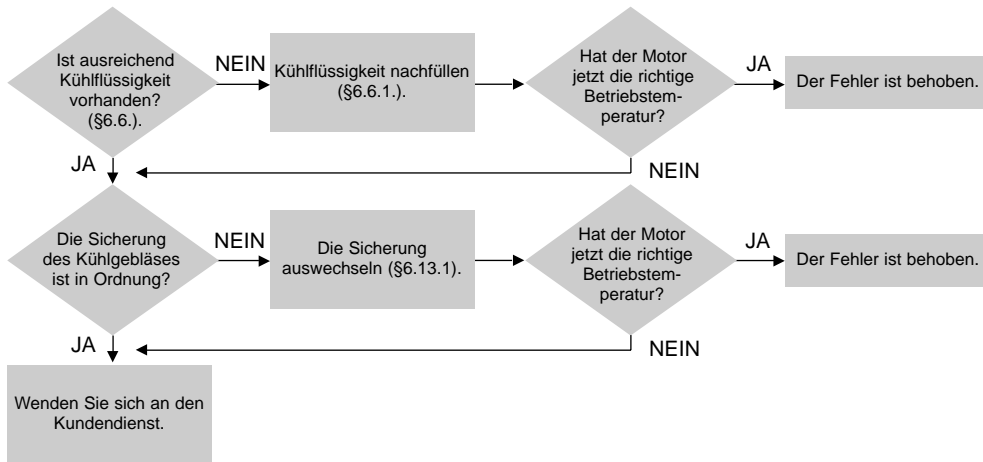 Ist ausreichend
Kühlflüssigkeit
vorhanden?
(§6.6.).
NEIN
Kühlflüssigkeit nachfüllen
(§6.6.1.).
Hat der Motor
jetzt die richtige
Betriebstem-
peratur?
JA
Der Fehler ist behoben.
JA
NEIN
Die Sicherung
des Kühlgebläses
ist in Ordnung?
NEIN
Die Sicherung
auswechseln (§6.13.1).
Hat der Motor
jetzt die richtige
Betriebstem-
peratur?
JA
Der Fehler ist behoben.
JA
NEIN
Wenden Sie sich an den
Kundendienst.